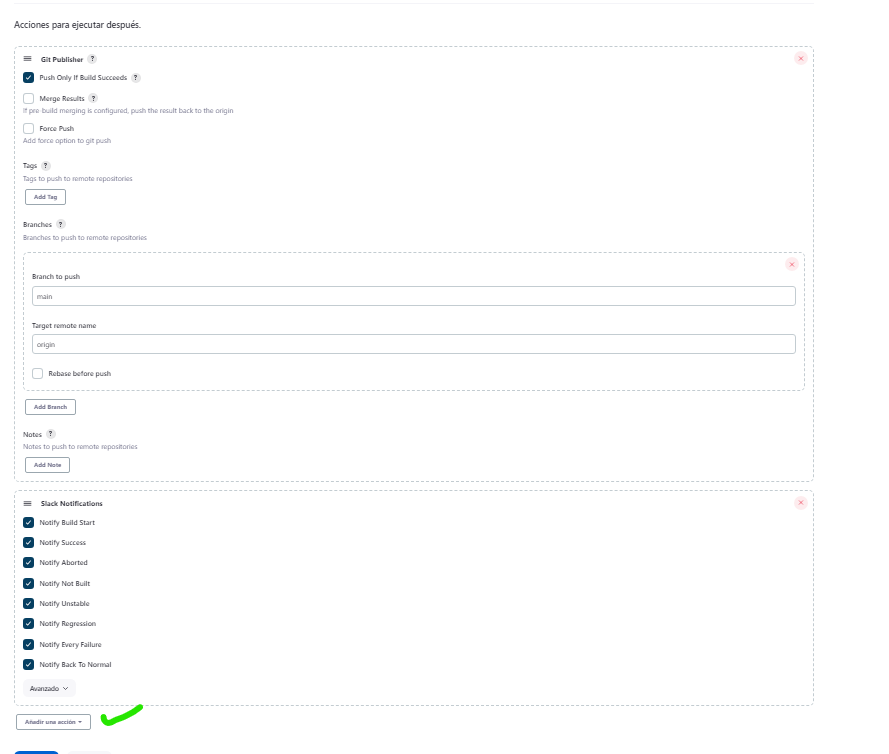 Acciones para ejecutar después.
Git Publisher ?
Push Only If Build Succeeds ?
Merge Results ?
If pre-build merging is configured, push the result back to the origin
Force Push
Add force option to git push
Tags ?
Tags to push to remote repositories
Add Tag
Branches ?
Branches to push to remote repositories
Branch to push
main
Target remote name
origin
Rebase before push
Add Branch
Notes ?
Notes to push to remote repositories
Add Note
Slack Notifications
Notify Build Start
Notify Success
Notify Aborted
Notify Not Built
Notify Unstable
Notify Regression
Notify Every Failure
Notify Back To Normal
Avanzado
Añadir una acción